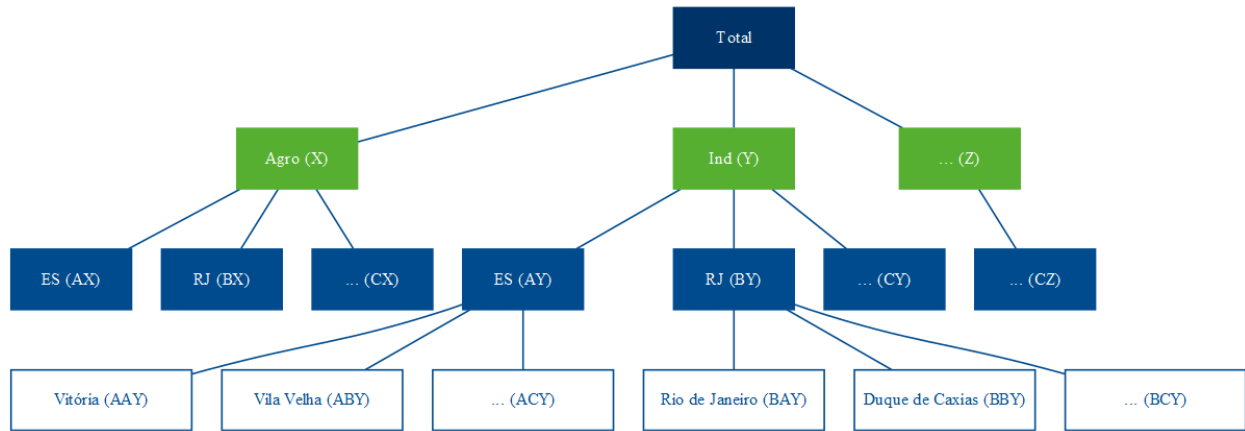 Total
Agro (X)
Ind (Y)
... (Z)
ES (AX)
RJ (BX)
... (CX)
ES (AY)
RJ (BY)
... (CY)
... (CZ)
Vitória (AAY)
Vila Velha (ABY)
... (ACY)
Rio de Janeiro (BAY)
Duque de Caxias (BBY)
... (BCY)